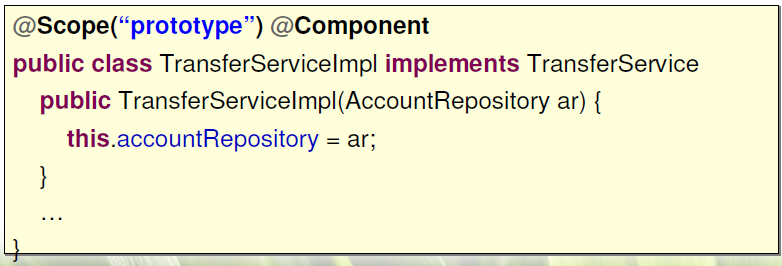 @Scope(“prototype”) @Component
public class TransferServiceImpl implements TransferService
public TransferServiceImpl(AccountRepository ar) {
this.accountRepository = ar;
}
…
}